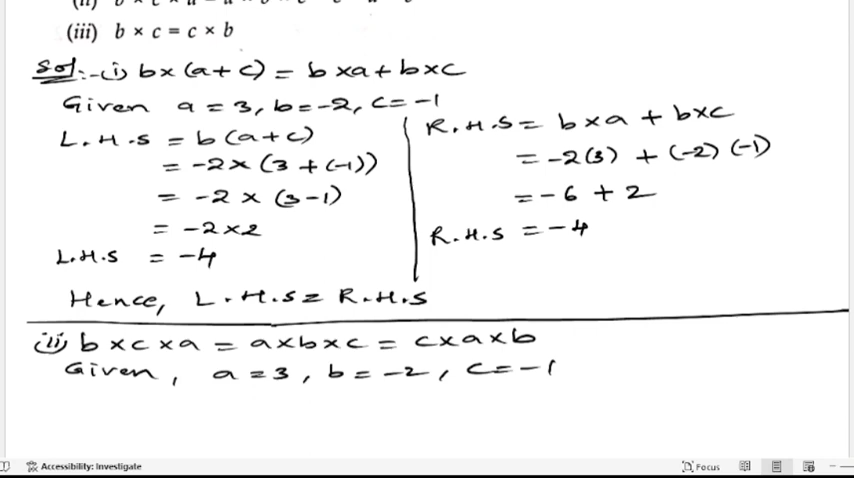 (iii) b × c = c × b
Sol:- (i) b×(a+c) = b×a+b×c
Given a=3, b=-2, c=-1
L.H.S = b(a+c)
= -2×(3+(-1))
= -2×(3-1)
= -2×2
L.H.S = -4
R.H.S = b×a + b×c
= -2(3) + (-2)(-1)
= -6 + 2
R.H.S = -4
Hence, L.H.S = R.H.S
(ii) b×c×a = a×b×c = c×a×b
Given, a=3, b=-2, c=-1
Accessibility: Investigate
Focus